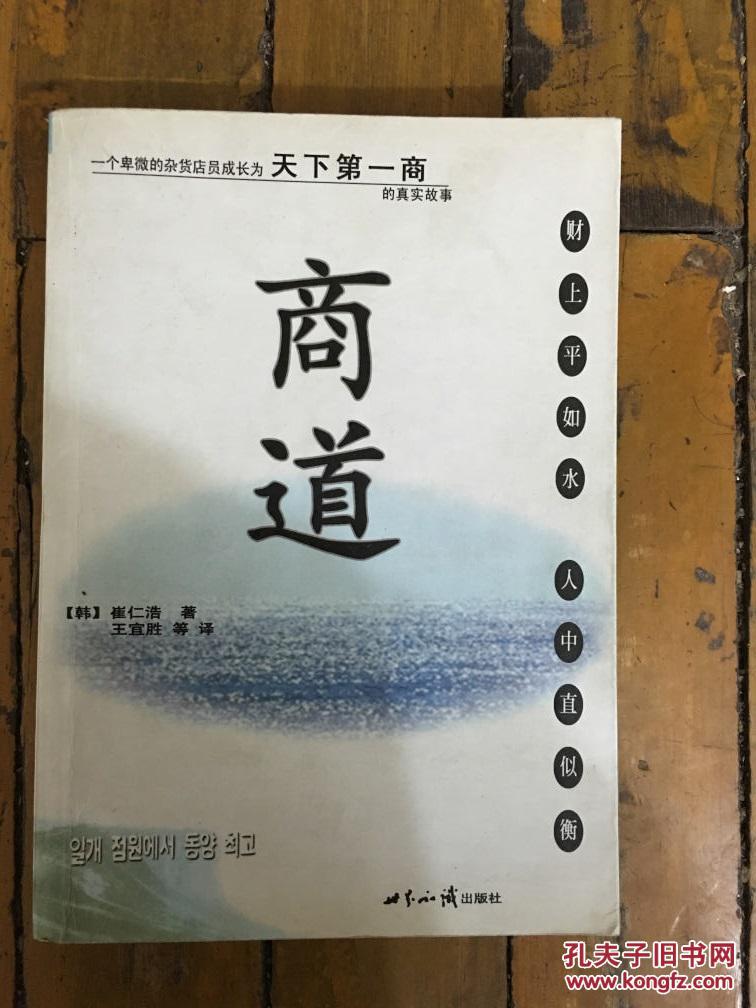 一个卑微的杂货店员成长为 天下第一商
的真实故事
商
道
财上平如水 人中直似衡
【韩】崔仁浩 著
王宜胜 等 译
일개 점원에서 동양 최고
世界知识出版社
孔夫子旧书网
www.kongfz.com